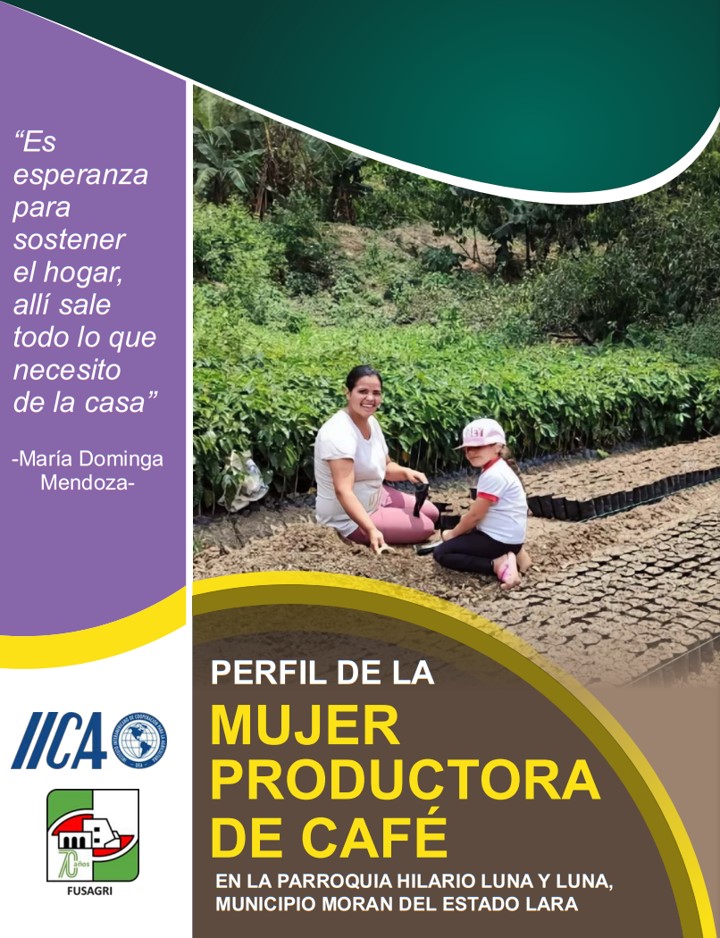 “Es
esperanza
para
sostener
el hogar,
allí sale
todo lo que
necesito
de la casa”
-María Dominga
Mendoza-
IICA
70 años
FUSAGRI
PERFIL DE LA
MUJER
PRODUCTORA
DE CAFÉ
EN LA PARROQUIA HILARIO LUNA Y LUNA,
MUNICIPIO MORAN DEL ESTADO LARA